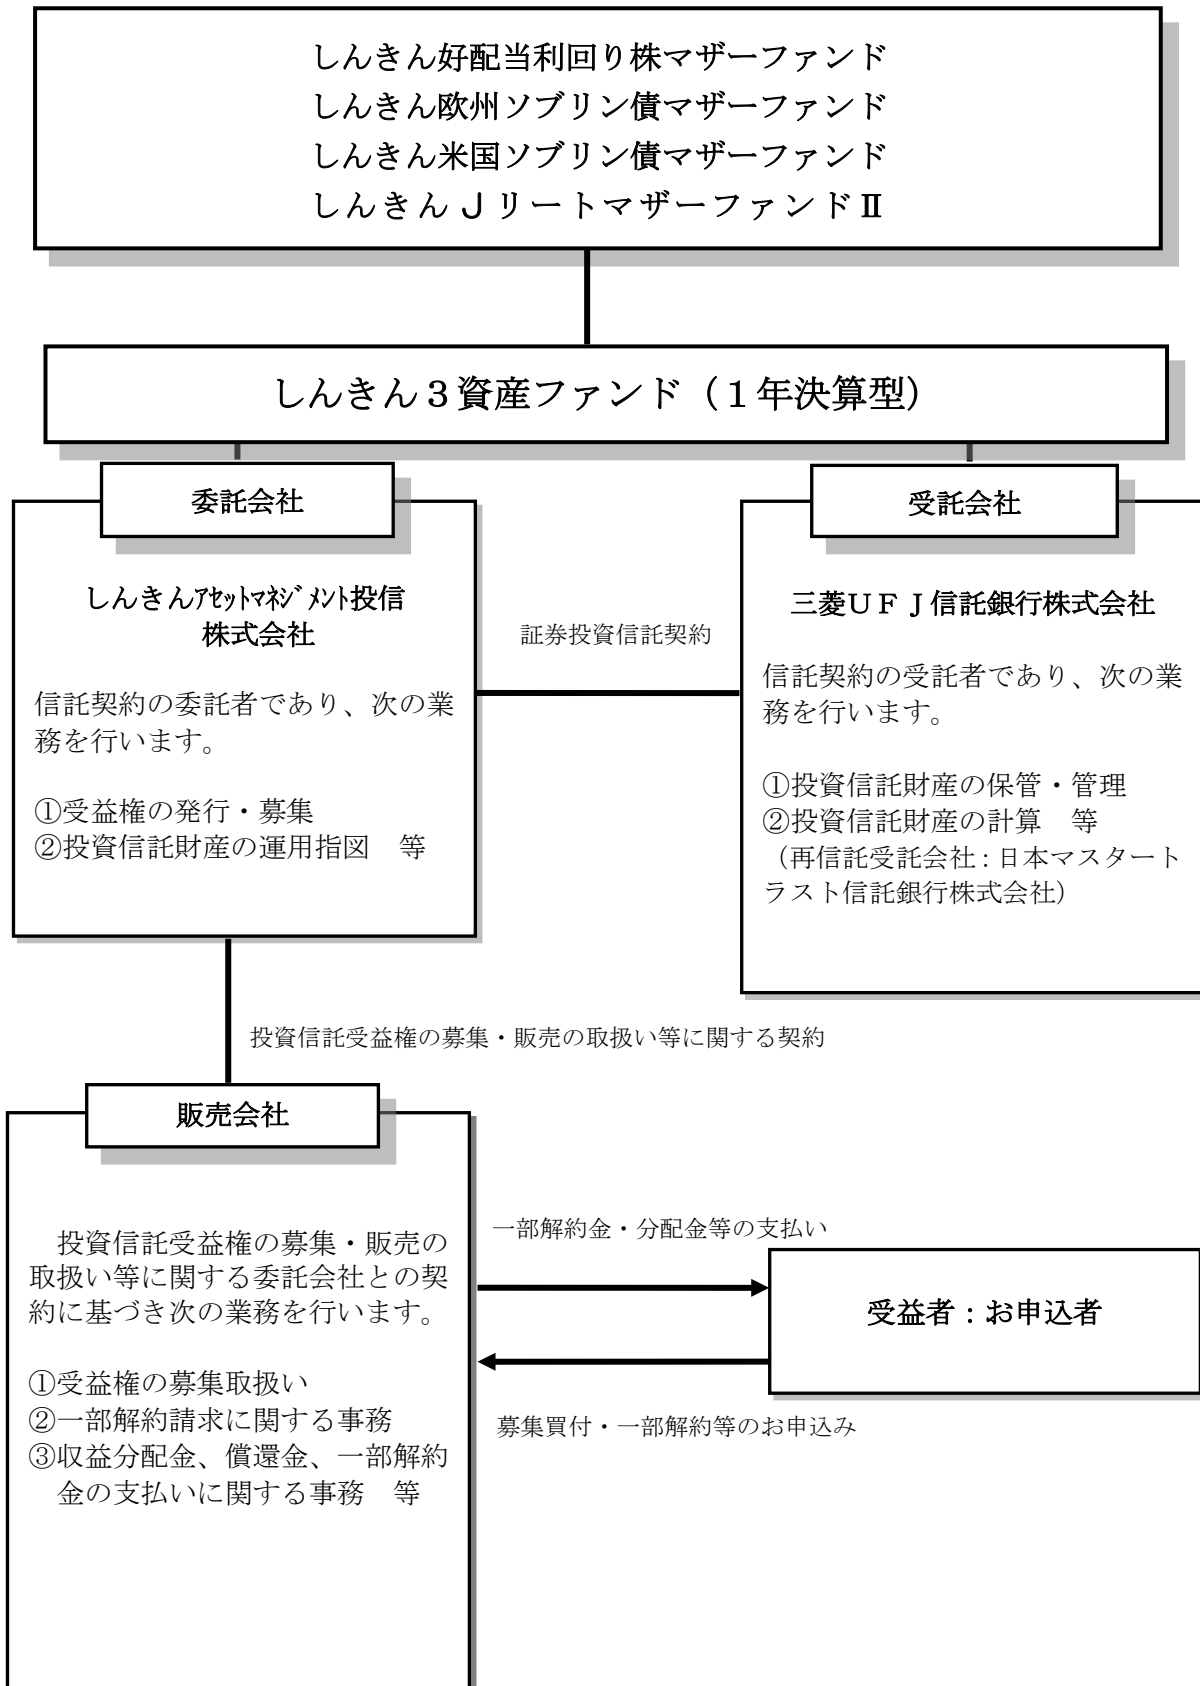 しんきん好配当利回り株マザーファンド
しんきん欧州ソブリン債マザーファンド
しんきん米国ソブリン債マザーファンド
しんきんＪリートマザーファンドⅡ
しんきん３資産ファンド（１年決算型）
委託会社
しんきんｱｾｯﾄﾏﾈｼﾞﾒﾝﾄ投信
株式会社
信託契約の委託者であり、次の業
務を行います。
①受益権の発行・募集
②投資信託財産の運用指図　等
証券投資信託契約
受託会社
三菱ＵＦＪ信託銀行株式会社
信託契約の受託者であり、次の業
務を行います。
①投資信託財産の保管・管理
②投資信託財産の計算　等
（再信託受託会社：日本マスタート
ラスト信託銀行株式会社）
投資信託受益権の募集・販売の取扱い等に関する契約
販売会社
投資信託受益権の募集・販売の
取扱い等に関する委託会社との契
約に基づき次の業務を行います。
①受益権の募集取扱い
②一部解約請求に関する事務
③収益分配金、償還金、一部解約
金の支払いに関する事務　等
一部解約金・分配金等の支払い
受益者：お申込者
募集買付・一部解約等のお申込み